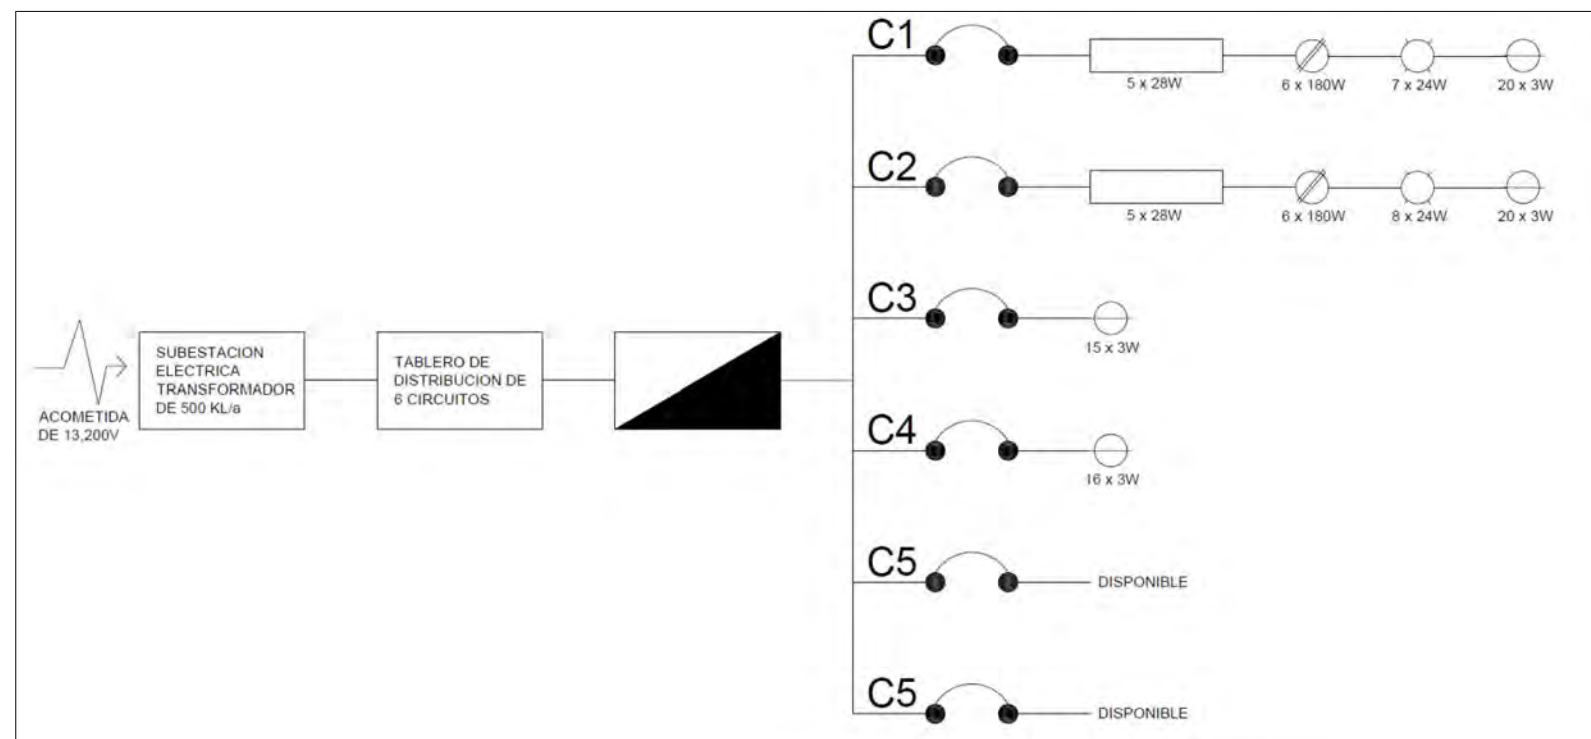 C1
5 x 28W
6 x 180W
7 x 24W
20 x 3W
C2
5 x 28W
6 x 180W
8 x 24W
20 x 3W
C3
15 x 3W
ACOMETIDA
DE 13,200V
SUBESTACION
ELECTRICA
TRANSFORMADOR
DE 500 KL/a
TABLERO DE
DISTRIBUCION DE
6 CIRCUITOS
C4
16 x 3W
C5
DISPONIBLE
C5
DISPONIBLE